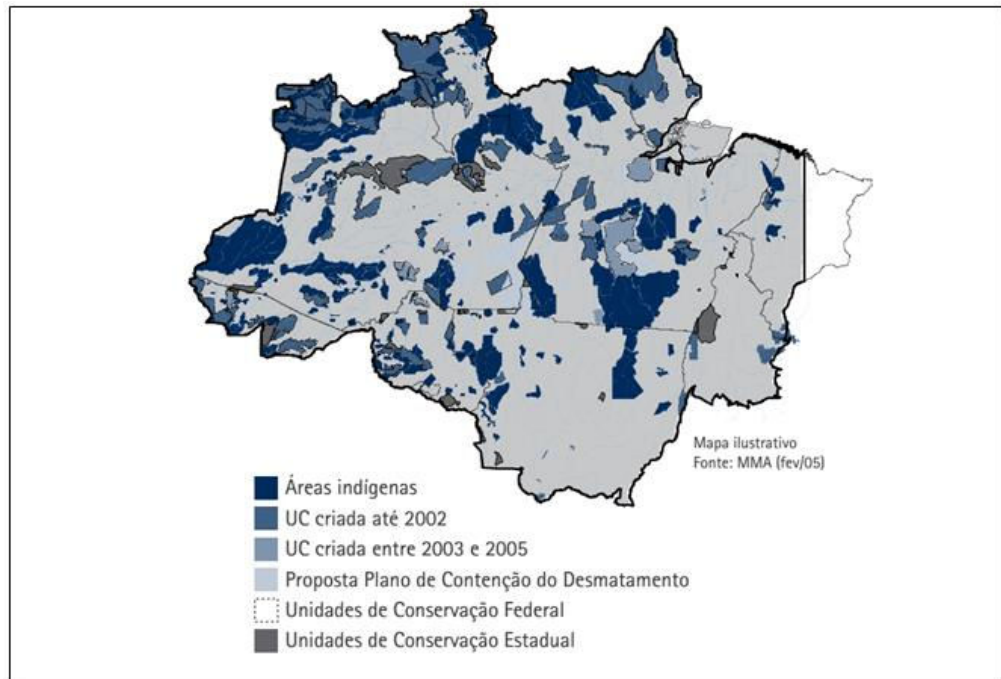 Mapa ilustrativo
Fonte: MMA (fev/05)
Áreas indígenas
UC criada até 2002
UC criada entre 2003 e 2005
Proposta Plano de Contenção do Desmatamento
Unidades de Conservação Federal
Unidades de Conservação Estadual